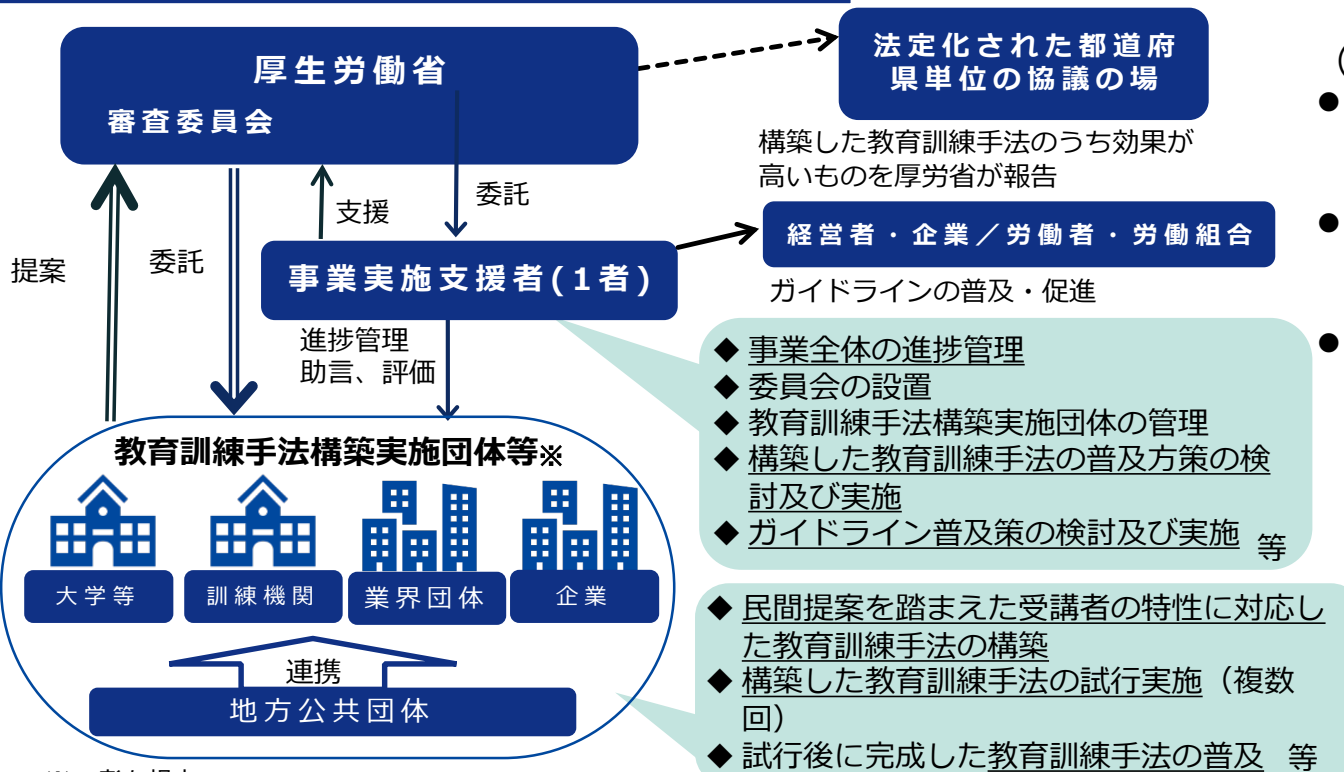 厚生労働省
審査委員会
法定化された都道府
県単位の協議の場
構築した教育訓練手法のうち効果が
高いものを厚労省が報告
提案
委託
支援
委託
事業実施支援者(1者)
経営者・企業／労働者・労働組合
ガイドラインの普及・促進
進捗管理
助言、評価
◆ 事業全体の進捗管理
◆ 委員会の設置
◆ 教育訓練手法構築実施団体の管理
◆ 構築した教育訓練手法の普及方策の検
討及び実施
◆ ガイドライン普及策の検討及び実施 等
教育訓練手法構築実施団体等※
大学等
訓練機関
業界団体
企業
連携
地方公共団体
◆ 民間提案を踏まえた受講者の特性に対応し
た教育訓練手法の構築
◆ 構築した教育訓練手法の試行実施（複数
回）
◆ 試行後に完成した教育訓練手法の普及 等
（
●
●
●